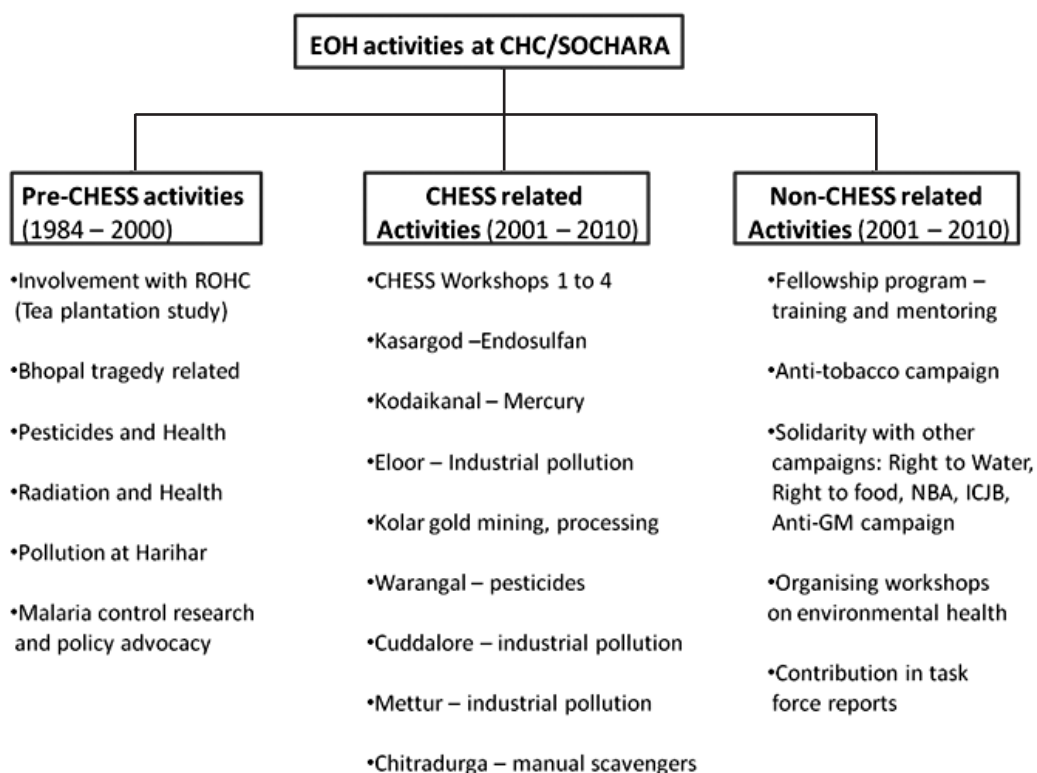 EOH activities at CHC/SOCHARA
Pre-CHESS activities
(1984 – 2000)
•Involvement with ROHC
(Tea plantation study)
•Bhopal tragedy related
•Pesticides and Health
•Radiation and Health
•Pollution at Harihar
•Malaria control research
and policy advocacy
CHESS related
Activities (2001 – 2010)
•CHESS Workshops 1 to 4
•Kasargod –Endosulfan
•Kodaikanal – Mercury
•Eloor – Industrial pollution
•Kolar gold mining, processing
•Warangal – pesticides
•Cuddalore – industrial pollution
•Mettur – industrial pollution
•Chitradurga – manual scavengers
Non-CHESS related
Activities (2001 – 2010)
•Fellowship program –
training and mentoring
•Anti-tobacco campaign
•Solidarity with other
campaigns: Right to Water,
Right to food, NBA, ICJB,
Anti-GM campaign
•Organising workshops
on environmental health
•Contribution in task
force reports